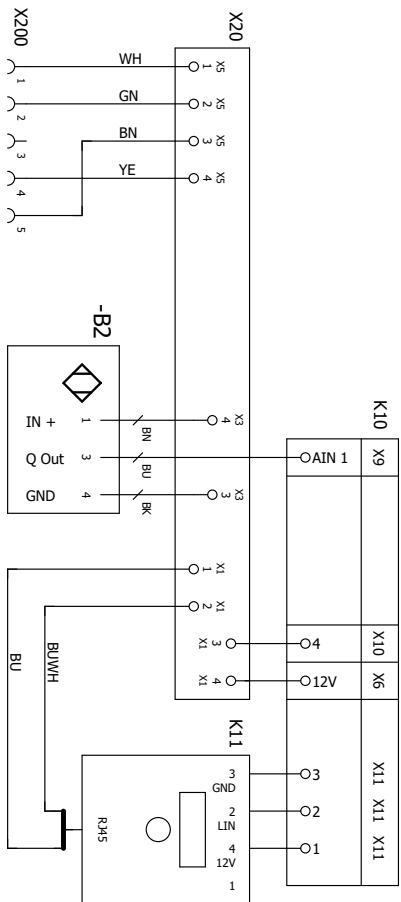 X200
1
2
3
4
5
WH
GN
BN
YE
X20
1 X5
2 X5
3 X5
4 X5
-B2
IN + 1
Q Out 3
GND 4
BN
BU
BK
4 X3
3 X3
1 X1
2 X1
X1 3
X1 4
BU
BUWH
K10
AIN 1 X9
4 X10
12V X6
3 X11
2 X11
1 X11
K11
3
GND
2
LIN
4
12V
1
RJ45